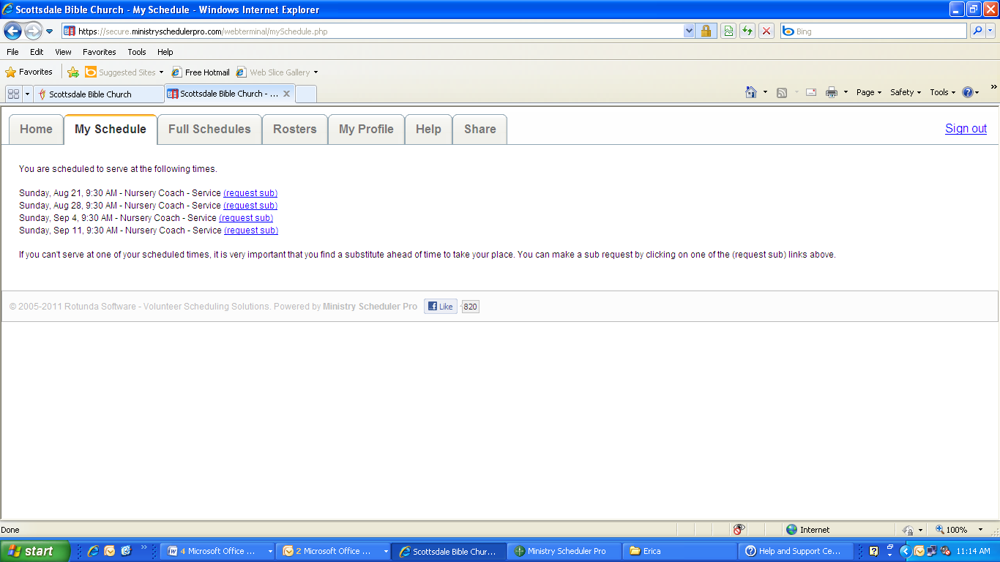 Scottsdale Bible Church - My Schedule - Windows Internet Explorer
https://secure.ministryschedulerpro.com/webterminal/mySchedule.php
Bing
File Edit View Favorites Tools Help
Favorites Suggested Sites Free Hotmail Web Slice Gallery
Scottsdale Bible Church Scottsdale Bible Church - ... Page Safety Tools
Home My Schedule Full Schedules Rosters My Profile Help Share Sign out
You are scheduled to serve at the following times.
Sunday, Aug 21, 9:30 AM - Nursery Coach - Service (request sub)
Sunday, Aug 28, 9:30 AM - Nursery Coach - Service (request sub)
Sunday, Sep 4, 9:30 AM - Nursery Coach - Service (request sub)
Sunday, Sep 11, 9:30 AM - Nursery Coach - Service (request sub)
If you can't serve at one of your scheduled times, it is very important that you find a substitute ahead of time to take your place. You can make a sub request by clicking on one of the (request sub) links above.
© 2005-2011 Rotunda Software - Volunteer Scheduling Solutions. Powered by Ministry Scheduler Pro Like 820
Done Internet 100%
start 4 Microsoft Office ... 2 Microsoft Office ... Scottsdale Bible Chur... Ministry Scheduler Pro Erica Help and Support Ce... 11:14 AM